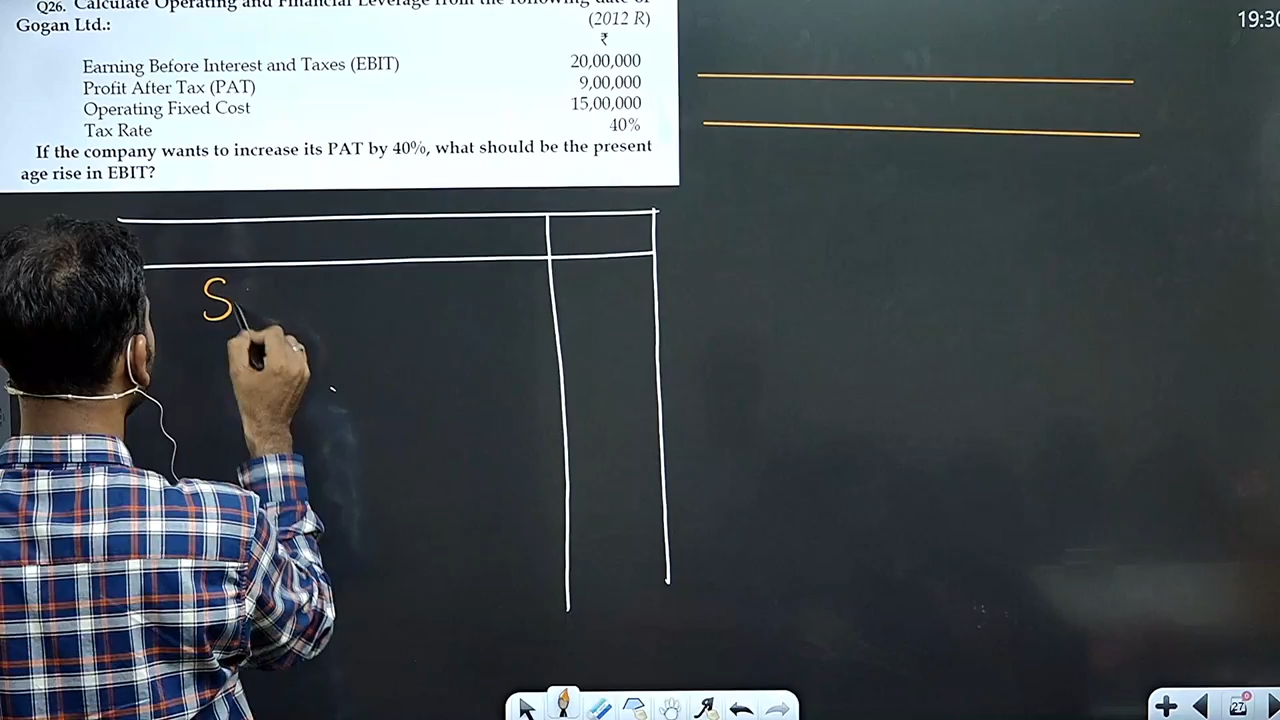 Q26. Calculate Operating and Financial Leverage from the following date of
Gogan Ltd.: (2012 R)
₹
Earning Before Interest and Taxes (EBIT) 20,00,000
Profit After Tax (PAT) 9,00,000
Operating Fixed Cost 15,00,000
Tax Rate 40%
If the company wants to increase its PAT by 40%, what should be the present
age rise in EBIT?
19:30
S
27